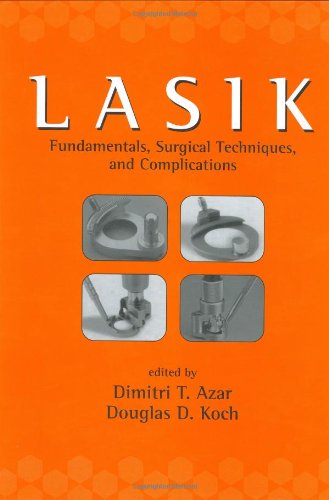 LASIK
Fundamentals, Surgical Techniques,
and Complications
edited by
Dimitri T. Azar
Douglas D. Koch